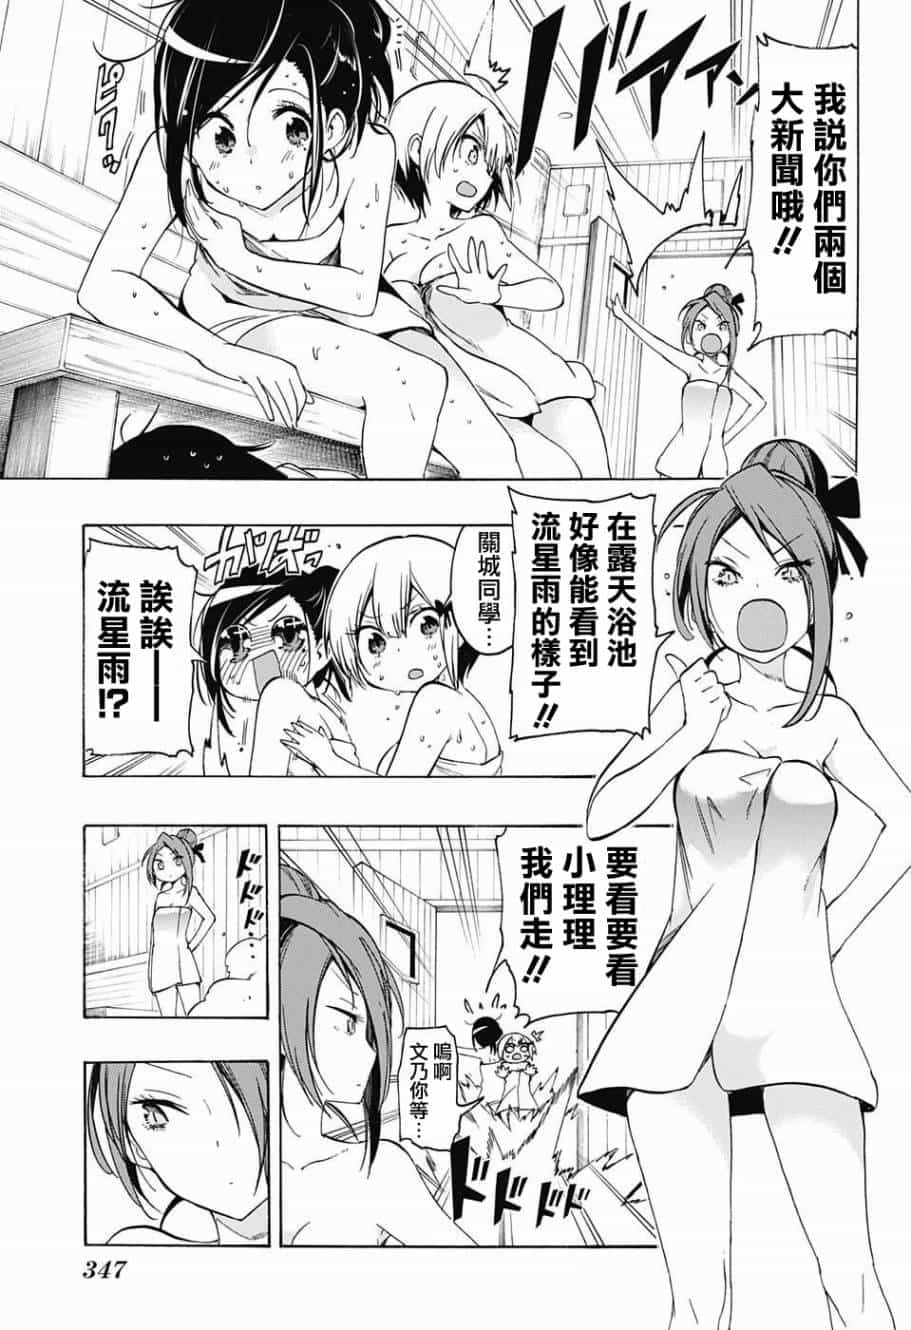 我說你們兩個
大新聞哦!!
バァアァァン
ピクッ
在露天浴池
好像能看到
流星雨的樣子!!
關城同學…
ガバッ
誒誒——
流星雨!?
要看要看
小理理
我們走!!
嗚啊
文乃你等…
ドドドド
ドドド…
347